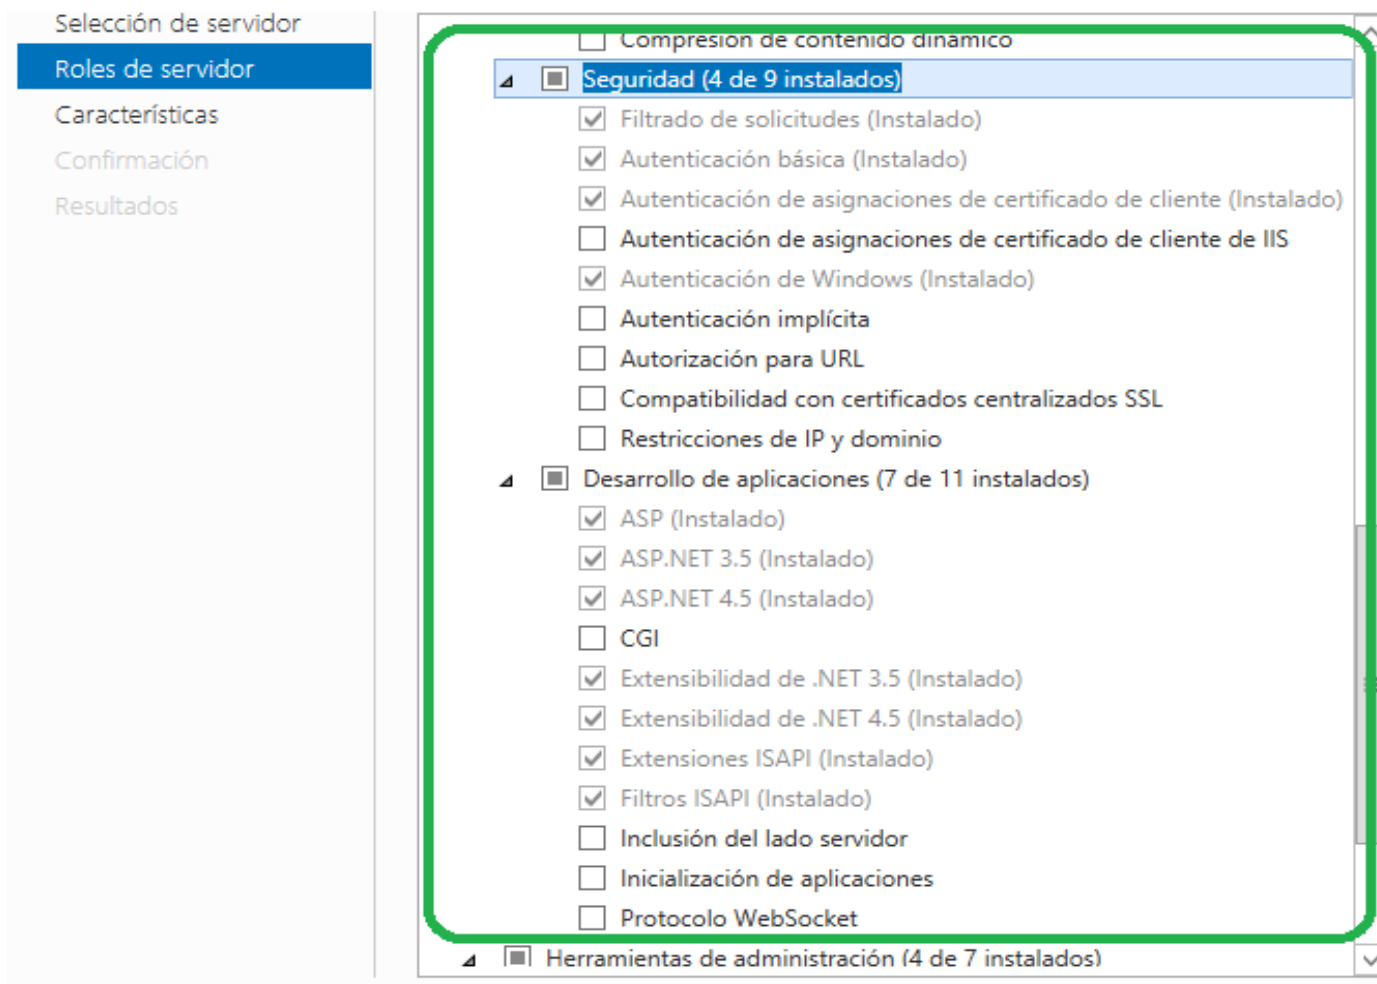 Selección de servidor
Roles de servidor
Características
Confirmación
Resultados
Compresión de contenido dinámico
Seguridad (4 de 9 instalados)
Filtrado de solicitudes (Instalado)
Autenticación básica (Instalado)
Autenticación de asignaciones de certificado de cliente (Instalado)
Autenticación de asignaciones de certificado de cliente de IIS
Autenticación de Windows (Instalado)
Autenticación implícita
Autorización para URL
Compatibilidad con certificados centralizados SSL
Restricciones de IP y dominio
Desarrollo de aplicaciones (7 de 11 instalados)
ASP (Instalado)
ASP.NET 3.5 (Instalado)
ASP.NET 4.5 (Instalado)
CGI
Extensibilidad de .NET 3.5 (Instalado)
Extensibilidad de .NET 4.5 (Instalado)
Extensiones ISAPI (Instalado)
Filtros ISAPI (Instalado)
Inclusión del lado servidor
Inicialización de aplicaciones
Protocolo WebSocket
Herramientas de administración (4 de 7 instalados)